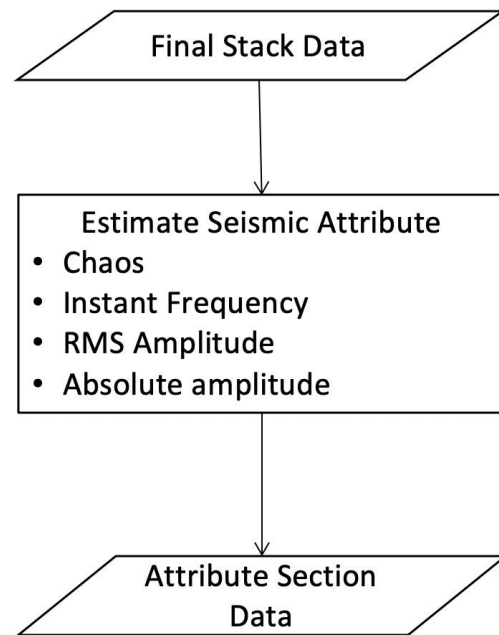 Final Stack Data
Estimate Seismic Attribute
• Chaos
• Instant Frequency
• RMS Amplitude
• Absolute amplitude
Attribute Section
Data